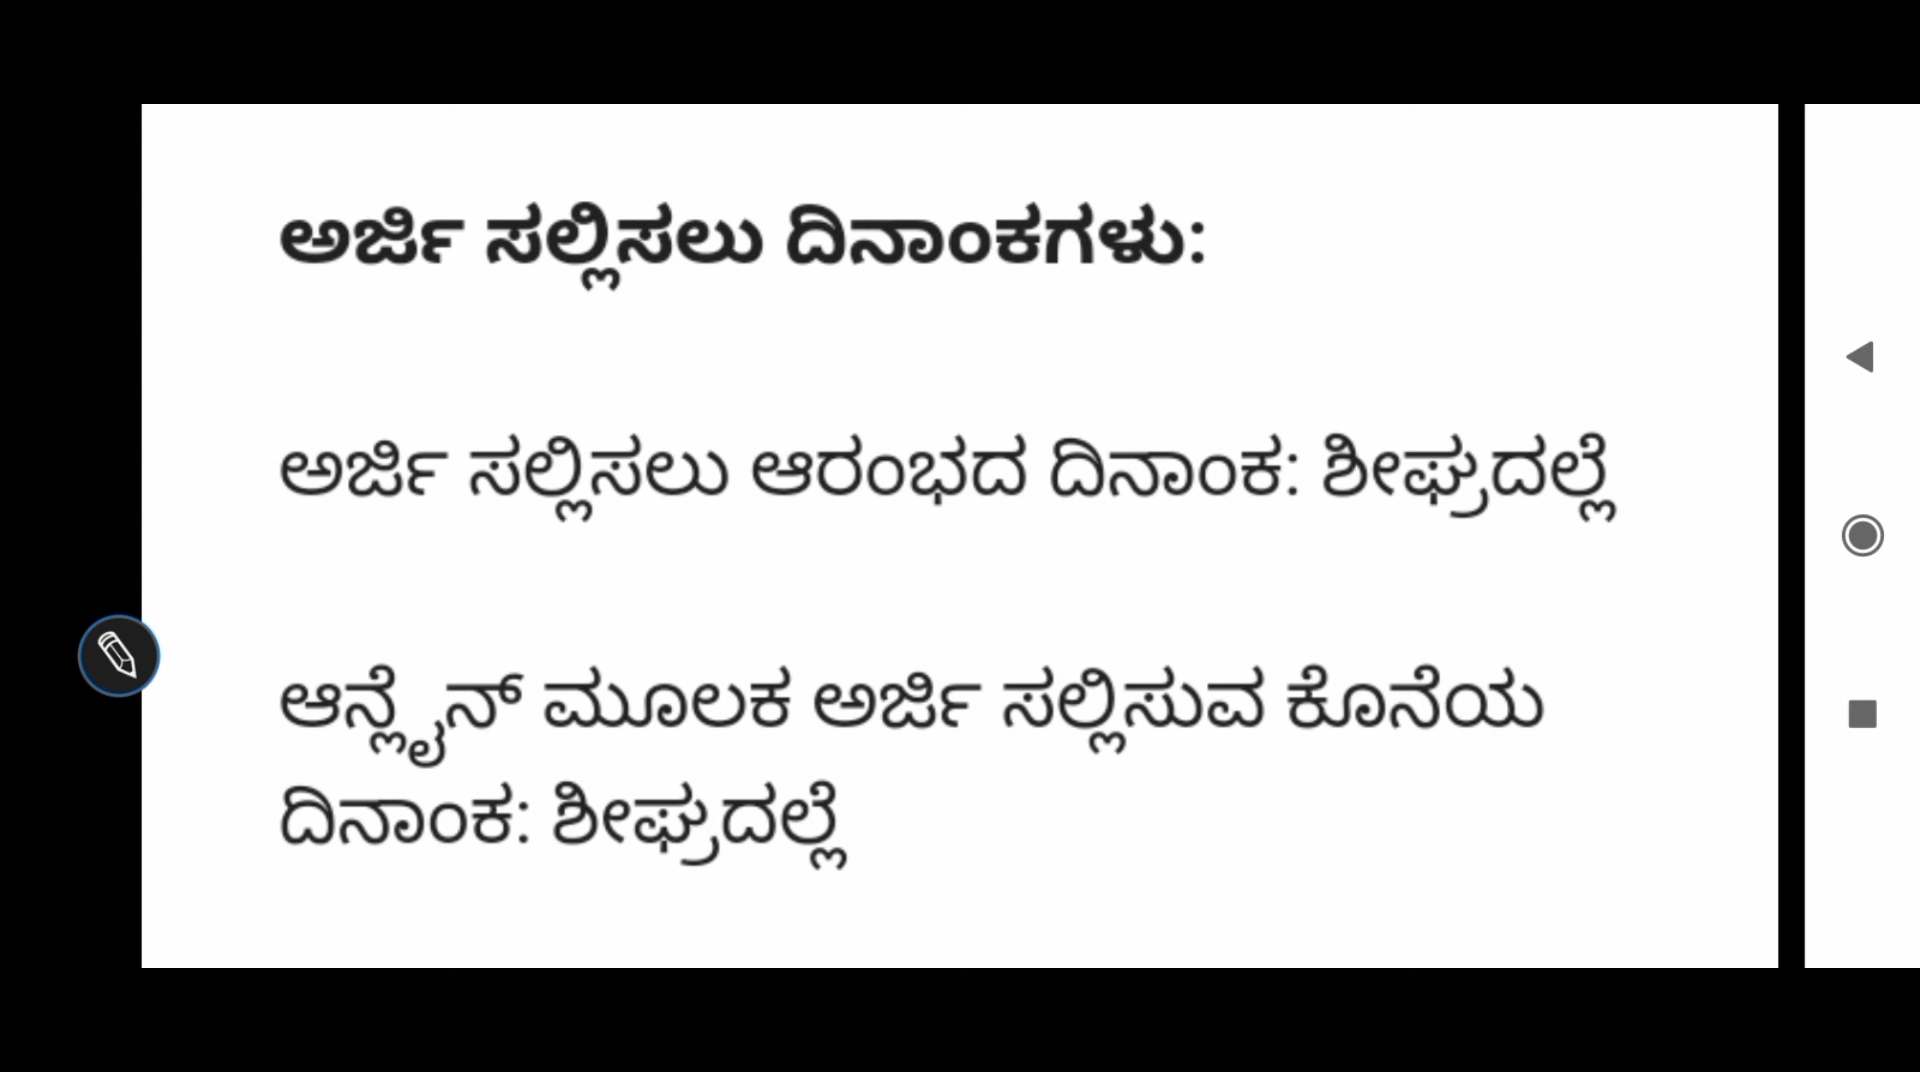 ಅರ್ಜಿ ಸಲ್ಲಿಸಲು ದಿನಾಂಕಗಳು:
ಅರ್ಜಿ ಸಲ್ಲಿಸಲು ಆರಂಭದ ದಿನಾಂಕ: ಶೀಘ್ರದಲ್ಲೆ
ಆನ್ಲೈನ್ ಮೂಲಕ ಅರ್ಜಿ ಸಲ್ಲಿಸುವ ಕೊನೆಯ
ದಿನಾಂಕ: ಶೀಘ್ರದಲ್ಲೆ